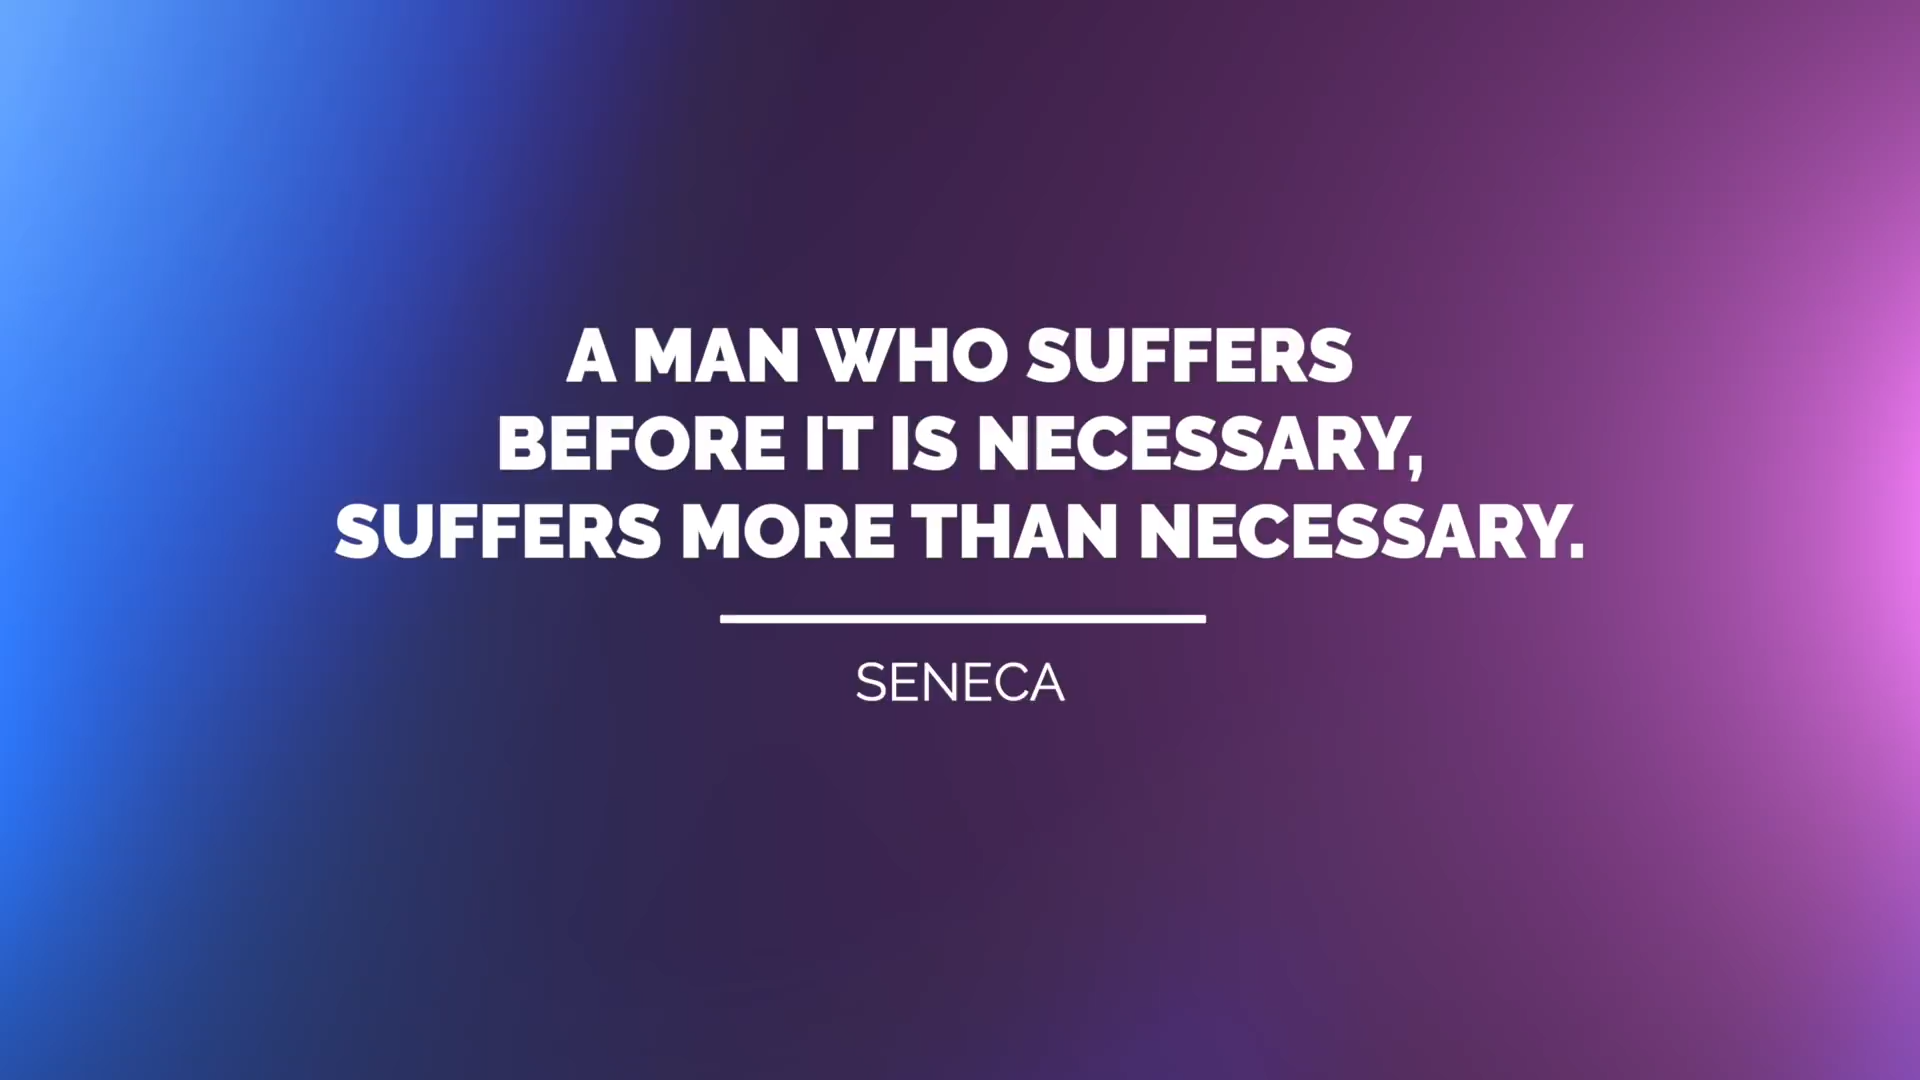 A MAN WHO SUFFERS
BEFORE IT IS NECESSARY,
SUFFERS MORE THAN NECESSARY.
SENECA